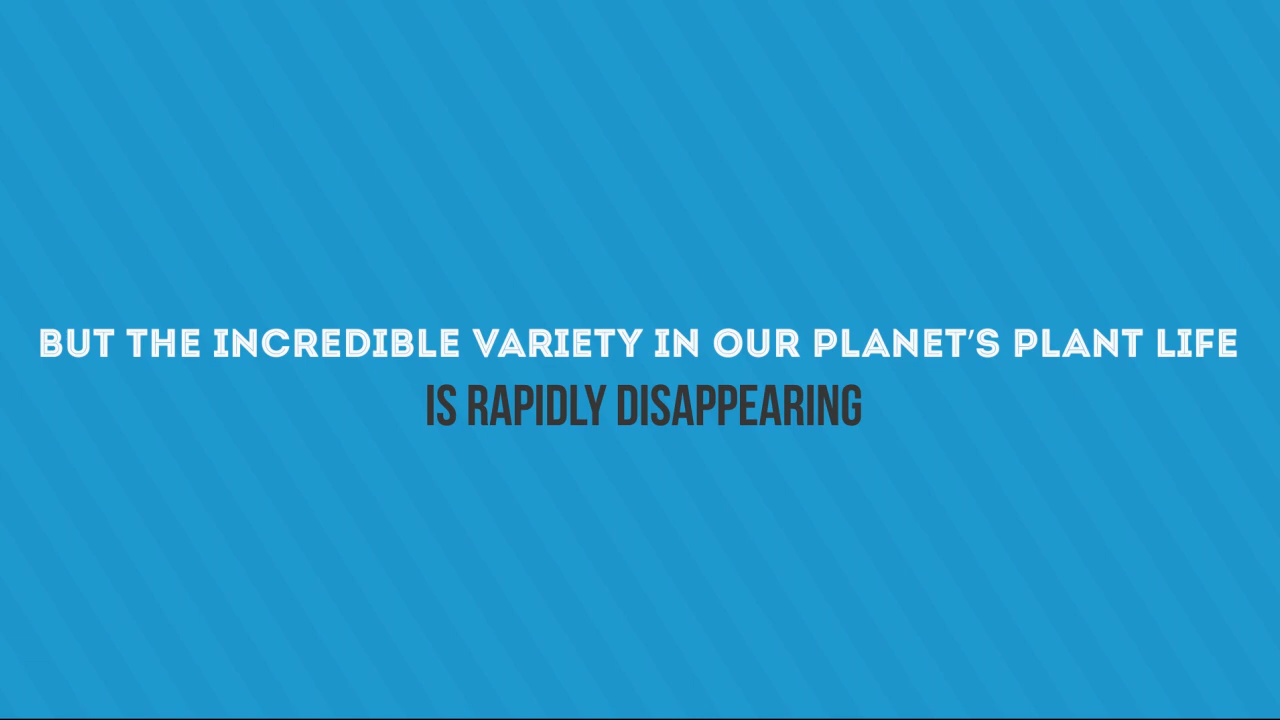 BUT THE INCREDIBLE VARIETY IN OUR PLANET'S PLANT LIFE
IS RAPIDLY DISAPPEARING